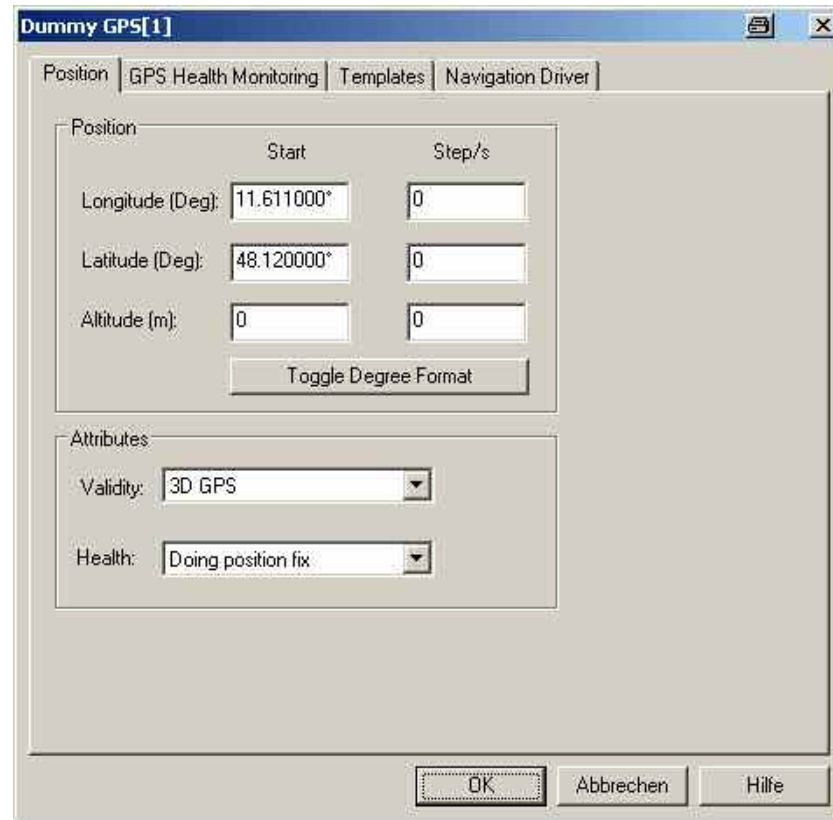 Dummy GPS[1]
Position GPS Health Monitoring Templates Navigation Driver
Position
Start Step/s
Longitude (Deg): 11.611000° 0
Latitude (Deg): 48.120000° 0
Altitude (m): 0 0
Toggle Degree Format
Attributes
Validity: 3D GPS
Health: Doing position fix
OK Abbrechen Hilfe